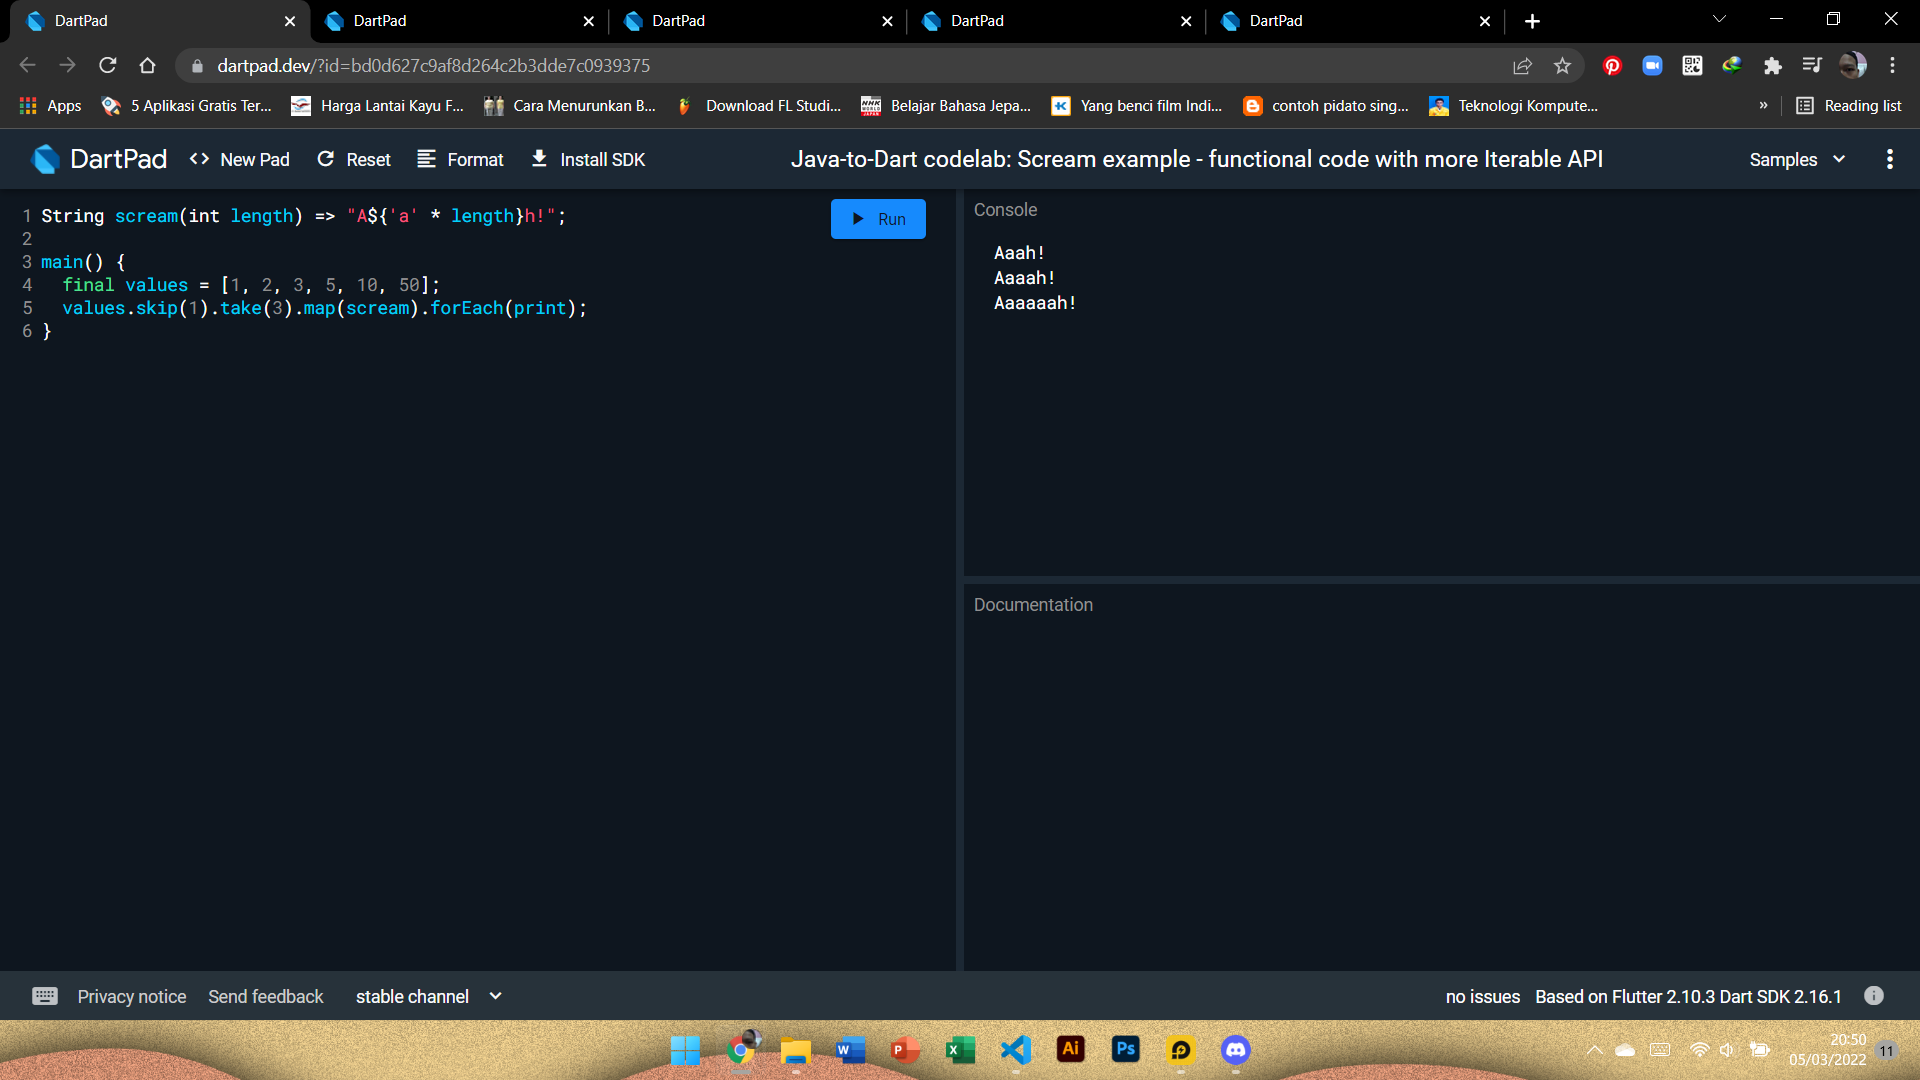 DartPad
DartPad
DartPad
DartPad
DartPad
dartpad.dev/?id=bd0d627c9af8d264c2b3dde7c0939375
Apps
5 Aplikasi Gratis Ter...
Harga Lantai Kayu F...
Cara Menurunkan B...
Download FL Studi...
NHK WORLD JAPAN
Belajar Bahasa Jepa...
Yang benci film Indi...
contoh pidato sing...
Teknologi Kompute...
»
Reading list
DartPad
<> New Pad
Reset
Format
Install SDK
Java-to-Dart codelab: Scream example - functional code with more Iterable API
Samples
1 String scream(int length) => "A${'a' * length}h!";
2
3 main() {
4   final values = [1, 2, 3, 5, 10, 50];
5   values.skip(1).take(3).map(scream).forEach(print);
6 }
Run
Console
Aaah!
Aaaah!
Aaaaaah!
Documentation
Privacy notice
Send feedback
stable channel
no issues
Based on Flutter 2.10.3 Dart SDK 2.16.1
W
P
X
Ai
Ps
20:50
05/03/2022
11